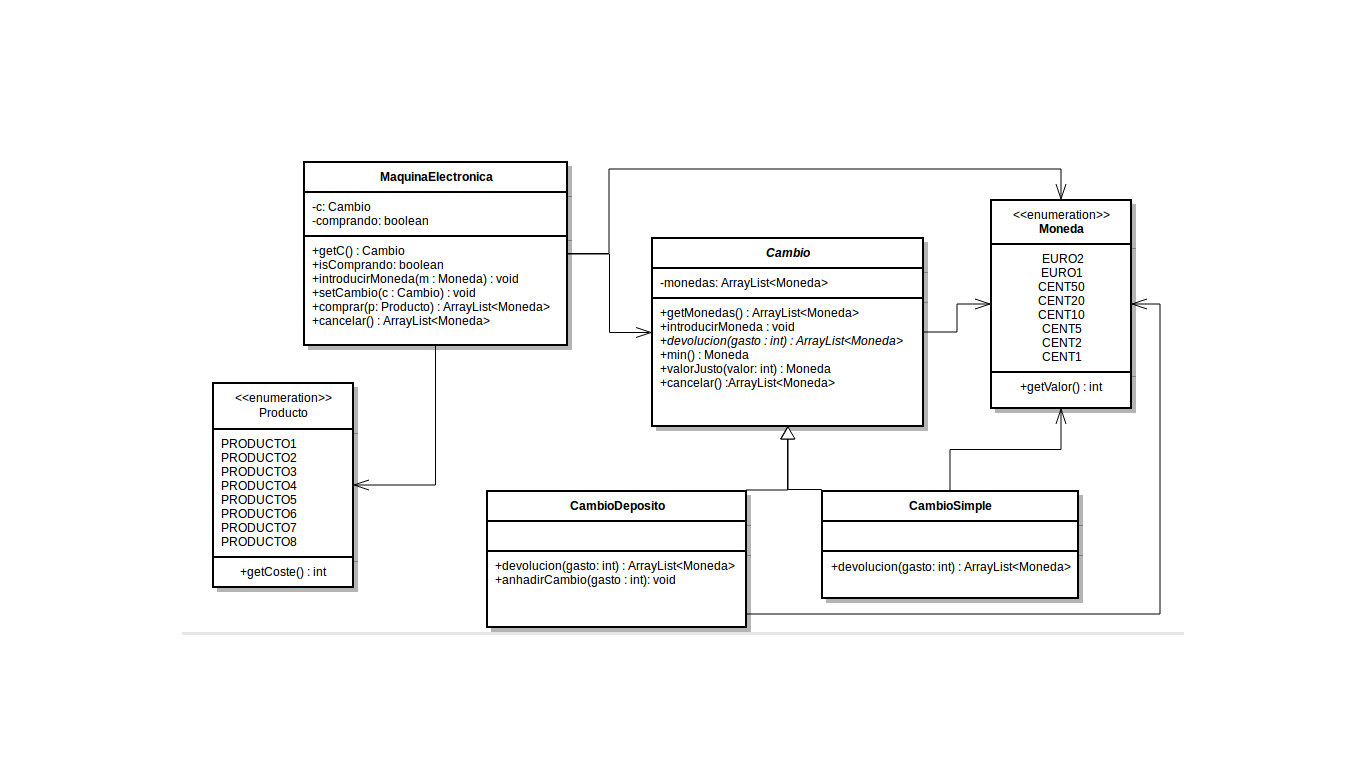 MaquinaElectronica
-c: Cambio
-comprando: boolean
+getC() : Cambio
+isComprando: boolean
+introducirMoneda(m : Moneda) : void
+setCambio(c : Cambio) : void
+comprar(p: Producto) : ArrayList<Moneda>
+cancelar() : ArrayList<Moneda>
<<enumeration>>
Producto
PRODUCTO1
PRODUCTO2
PRODUCTO3
PRODUCTO4
PRODUCTO5
PRODUCTO6
PRODUCTO7
PRODUCTO8
+getCoste() : int
Cambio
-monedas: ArrayList<Moneda>
+getMonedas() : ArrayList<Moneda>
+introducirMoneda : void
+devolucion(gasto : int) : ArrayList<Moneda>
+min() : Moneda
+valorJusto(valor: int) : Moneda
+cancelar() :ArrayList<Moneda>
<<enumeration>>
Moneda
EURO2
EURO1
CENT50
CENT20
CENT10
CENT5
CENT2
CENT1
+getValor() : int
CambioDeposito
+devolucion(gasto: int) : ArrayList<Moneda>
+anhadirCambio(gasto : int): void
CambioSimple
+devolucion(gasto: int) : ArrayList<Moneda>